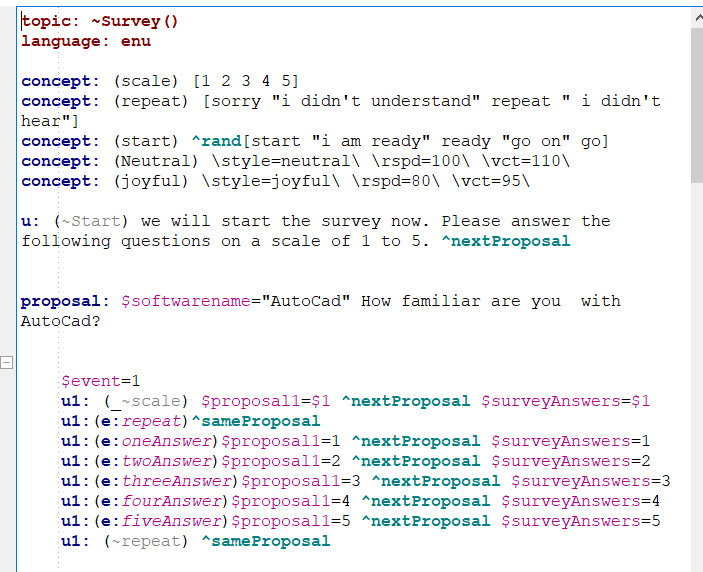 topic: ~Survey()
language: enu
concept: (scale) [1 2 3 4 5]
concept: (repeat) [sorry "i didn't understand" repeat " i didn't
hear"]
concept: (start) ^rand[start "i am ready" ready "go on" go]
concept: (Neutral) \style=neutral\ \rspd=100\ \vct=110\
concept: (joyful) \style=joyful\ \rspd=80\ \vct=95\
u: (~Start) we will start the survey now. Please answer the
following questions on a scale of 1 to 5. ^nextProposal
proposal: $softwarename="AutoCad" How familiar are you  with
AutoCad?
$event=1
u1: (_~scale) $proposal1=$1 ^nextProposal $surveyAnswers=$1
u1:(e:repeat)^sameProposal
u1:(e:oneAnswer)$proposal1=1 ^nextProposal $surveyAnswers=1
u1:(e:twoAnswer)$proposal1=2 ^nextProposal $surveyAnswers=2
u1:(e:threeAnswer)$proposal1=3 ^nextProposal $surveyAnswers=3
u1:(e:fourAnswer)$proposal1=4 ^nextProposal $surveyAnswers=4
u1:(e:fiveAnswer)$proposal1=5 ^nextProposal $surveyAnswers=5
u1: (~repeat) ^sameProposal